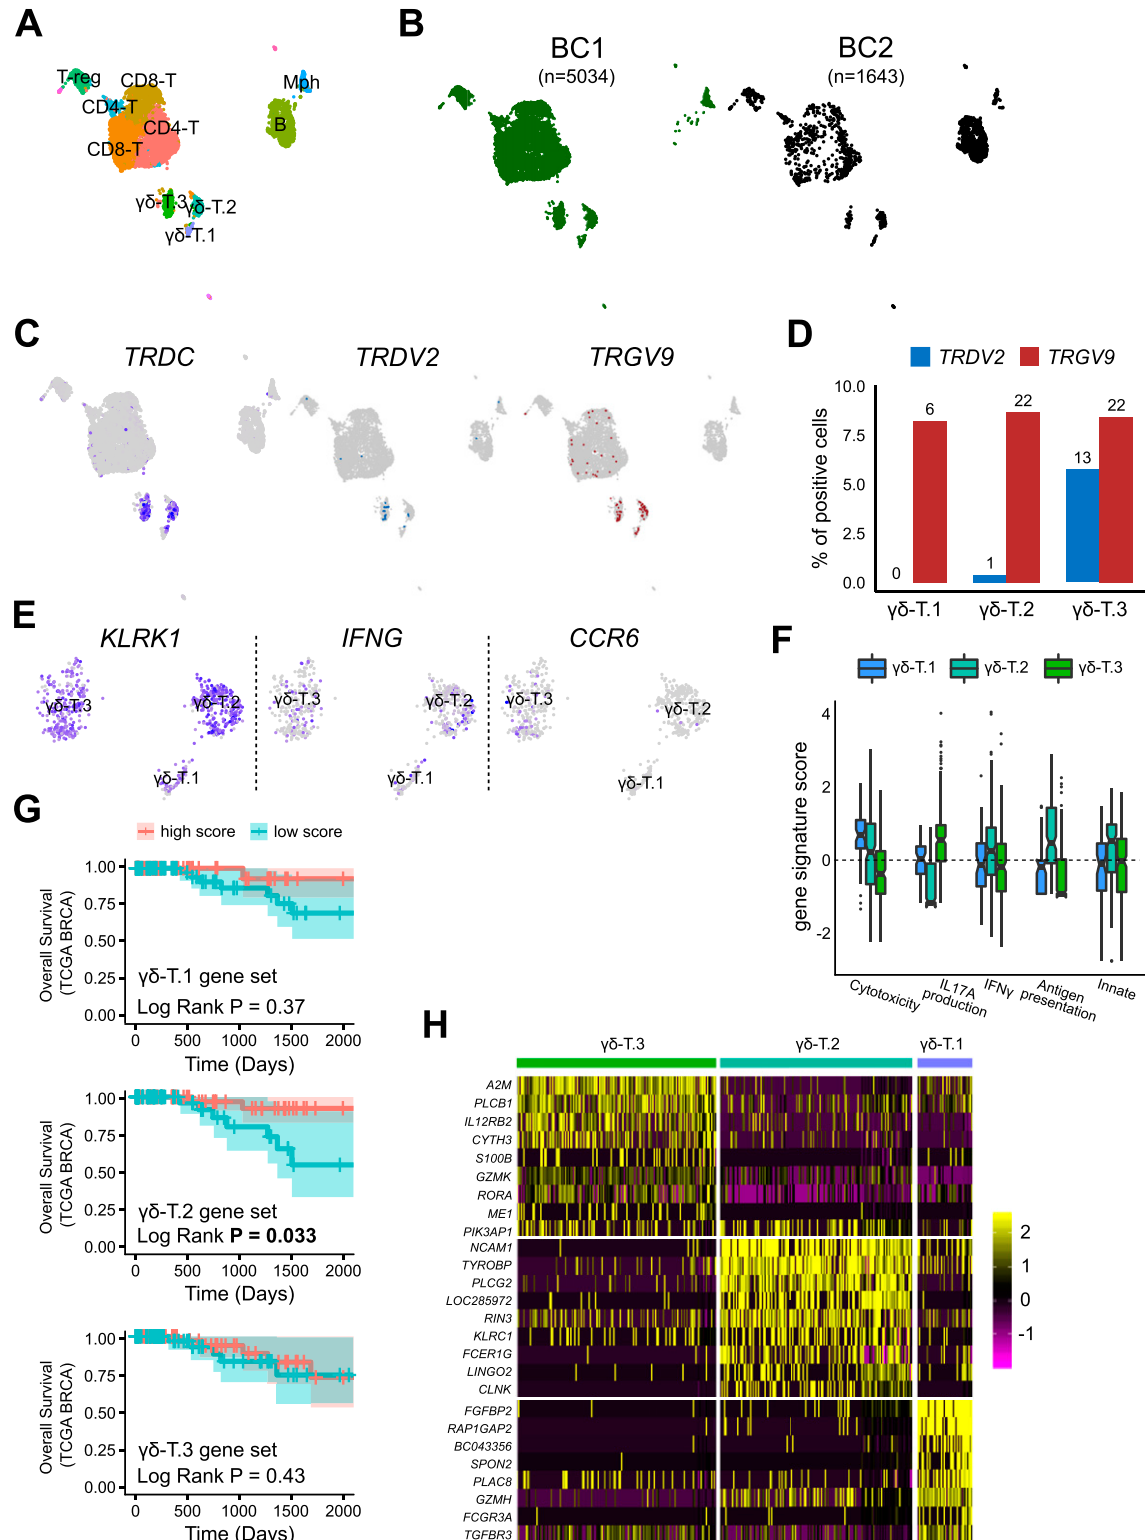 A
T-reg
CD8-T
CD4-T
CD4-T
CD8-T
Mph
B
γδ-T.3
γδ-T.2
γδ-T.1
B
BC1
(n=5034)
BC2
(n=1643)
C
TRDC
TRDV2
TRGV9
D
TRDV2
TRGV9
% of positive cells
10.0
7.5
5.0
2.5
0.0
0
6
1
22
13
22
γδ-T.1
γδ-T.2
γδ-T.3
E
KLRK1
IFNG
CCR6
γδ-T.3
γδ-T.2
γδ-T.1
γδ-T.3
γδ-T.2
γδ-T.1
γδ-T.3
γδ-T.2
γδ-T.1
F
γδ-T.1
γδ-T.2
γδ-T.3
gene signature score
4
2
0
-2
Cytotoxicity
IL17A
production
IFNγ
Antigen
presentation
Innate
G
high score
low score
Overall Survival
(TCGA BRCA)
1.00
0.75
0.50
0.25
0.00
γδ-T.1 gene set
Log Rank P = 0.37
0 500 1000 1500 2000
Time (Days)
Overall Survival
(TCGA BRCA)
1.00
0.75
0.50
0.25
0.00
γδ-T.2 gene set
Log Rank P = 0.033
0 500 1000 1500 2000
Time (Days)
Overall Survival
(TCGA BRCA)
1.00
0.75
0.50
0.25
0.00
γδ-T.3 gene set
Log Rank P = 0.43
0 500 1000 1500 2000
Time (Days)
H
γδ-T.3
γδ-T.2
γδ-T.1
A2M
PLCB1
IL12RB2
CYTH3
S100B
GZMK
RORA
ME1
PIK3AP1
NCAM1
TYROBP
PLCG2
LOC285972
RIN3
KLRC1
FCER1G
LINGO2
CLNK
FGFBP2
RAP1GAP2
BC043356
SPON2
PLAC8
GZMH
FCGR3A
TGFBR3
2
1
0
-1